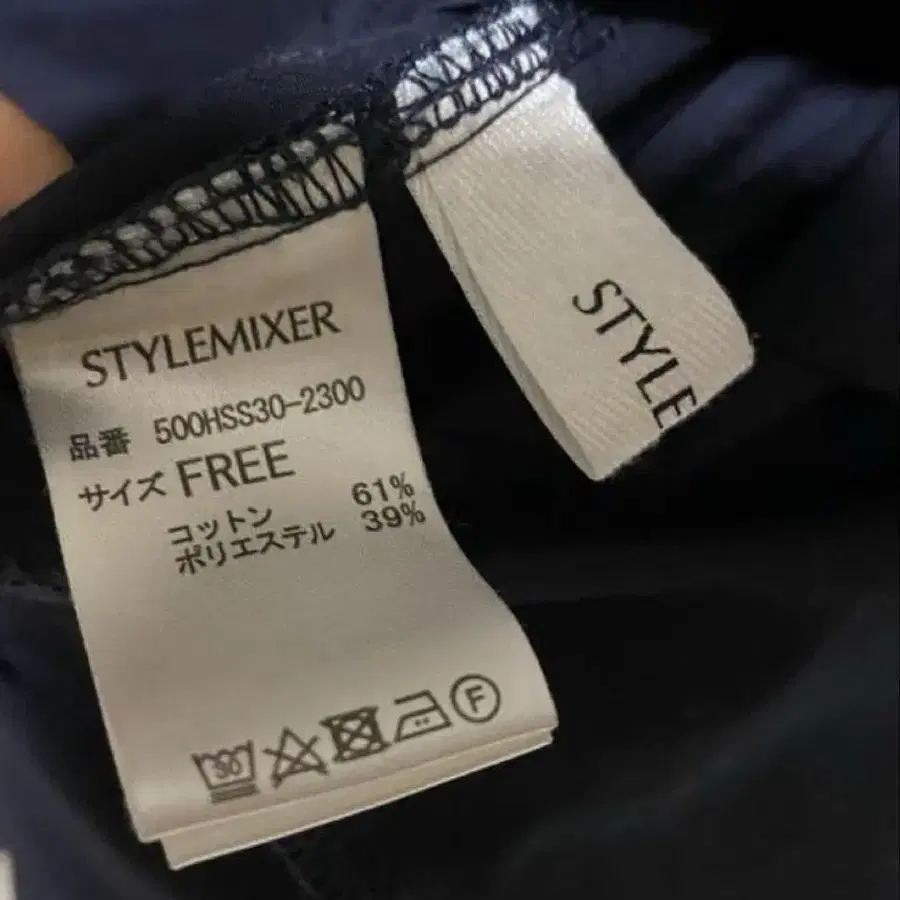 STYLEMIXER
品番 500HSS30-2300
サイズ FREE
コットン 61%
ポリエステル 39%
30
F
STYLE